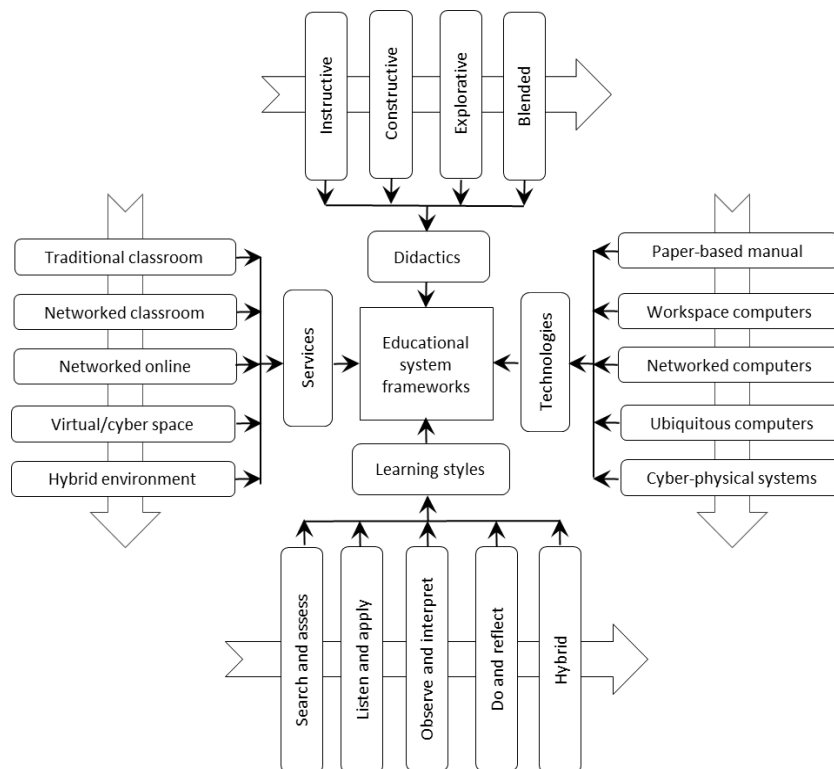 Instructive
Constructive
Explorative
Blended
Didactics
Traditional classroom
Networked classroom
Networked online
Virtual/cyber space
Hybrid environment
Services
Educational
system
frameworks
Technologies
Paper-based manual
Workspace computers
Networked computers
Ubiquitous computers
Cyber-physical systems
Learning styles
Search and assess
Listen and apply
Observe and interpret
Do and reflect
Hybrid